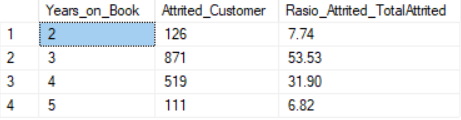 Years_on_Book Attrited_Customer Rasio_Attrited_TotalAttrited
1 2 126 7.74
2 3 871 53.53
3 4 519 31.90
4 5 111 6.82